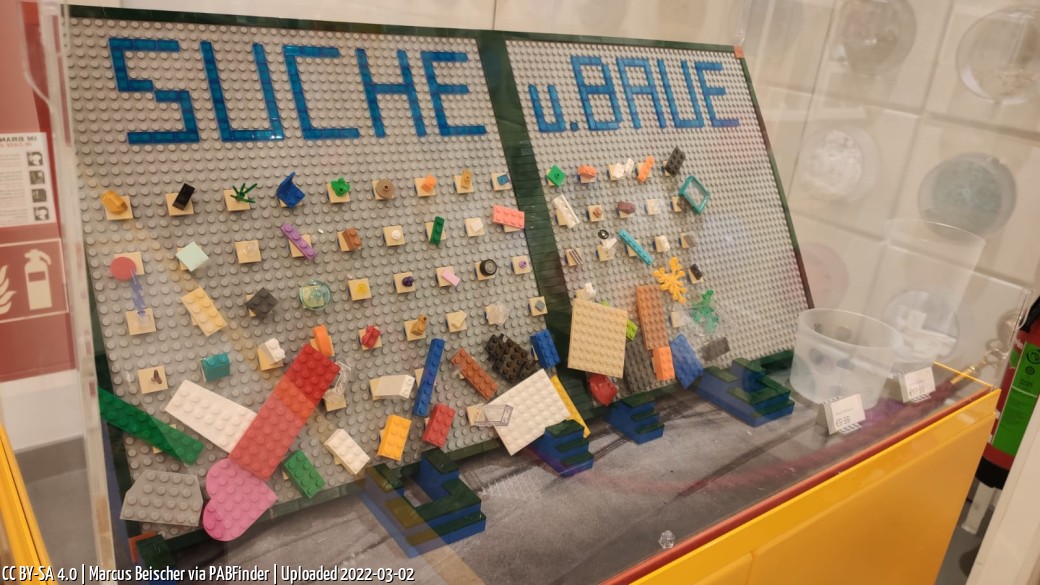 SUCHE u. BAUE
CC BY-SA 4.0 | Marcus Beischer via PABFinder | Uploaded 2022-03-02